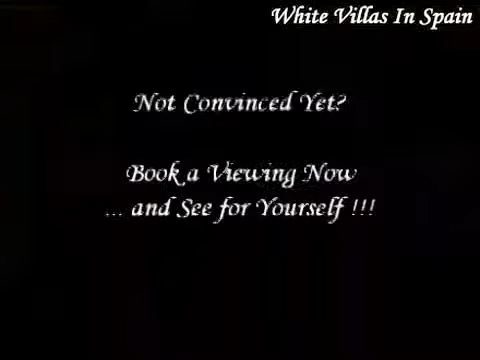 White Villas In Spain
Not Convinced Yet?
Book a Viewing Now
... and See for Yourself !!!